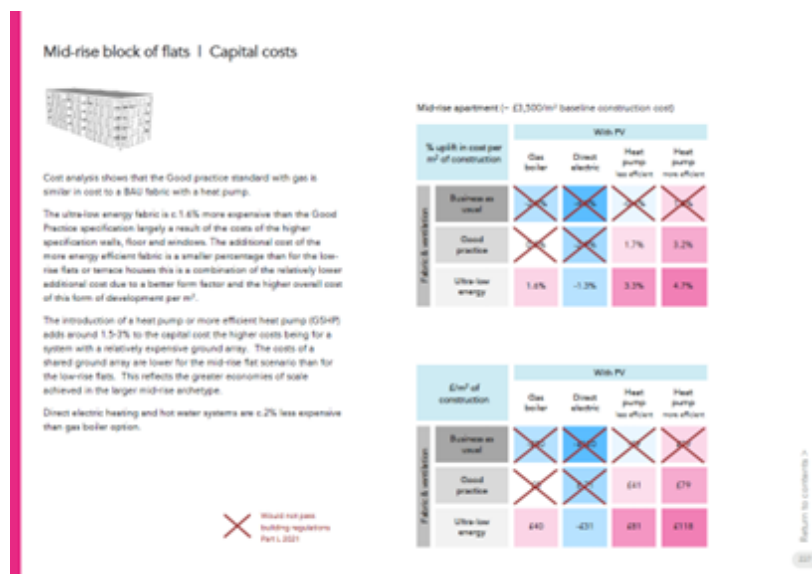 Mid-rise block of flats | Capital costs
Cost analysis shows that the Good practice standard with gas is
similar in cost to a BAU fabric with a heat pump.
The ultra-low energy fabric is c.1.6% more expensive than the Good
Practice specification largely a result of the costs of the higher
specification walls, floor and windows. The additional cost of the
more energy efficient fabric is a smaller percentage than for the low-
rise flats or terrace houses this is a combination of the relatively lower
additional cost due to a better form factor and the higher overall cost
of this form of development per m².
The introduction of a heat pump or more efficient heat pump (GSHP)
adds around 1.5-3% to the capital cost the higher costs being for a
system with a relatively expensive ground array. The costs of a
shared ground array are lower for the mid-rise flat scenario than for
the low-rise flats. This reflects the greater economies of scale
achieved in the larger mid-rise archetype.
Direct electric heating and hot water systems are c.2% less expensive
than gas boiler option.
Would not pass
building regulations
Part L 2021
Mid-rise apartment (~ £3,500/m² baseline construction cost)
% uplift in cost per
m² of construction
With PV
Gas
boiler
Direct
electric
Heat
pump
less efficient
Heat
pump
more efficient
Fabric & ventilation
Business as
usual
Good
practice
1.7%
3.2%
Ultra-low
energy
1.6%
-1.3%
3.3%
4.7%
£/m² of
construction
With PV
Gas
boiler
Direct
electric
Heat
pump
less efficient
Heat
pump
more efficient
Fabric & ventilation
Business as
usual
Good
practice
£41
£79
Ultra-low
energy
£40
-£31
£81
£118
Return to contents >